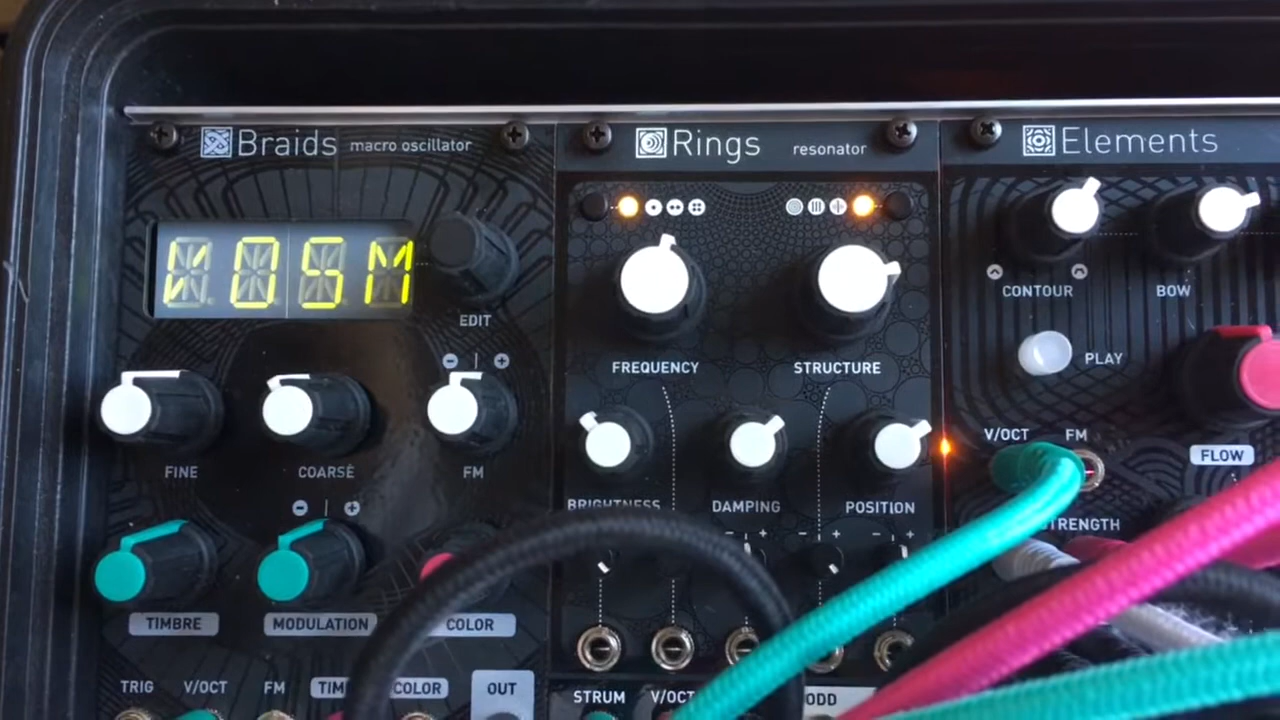 Braids macro oscillator
Rings resonator
Elements
EDIT
FINE
COARSE
FM
TIMBRE
MODULATION
COLOR
TRIG
V/OCT
FM
COLOR
OUT
FREQUENCY
STRUCTURE
BRIGHTNESS
DAMPING
POSITION
STRUM
V/OCT
ODD
CONTOUR
BOW
PLAY
V/OCT
FM
FLOW